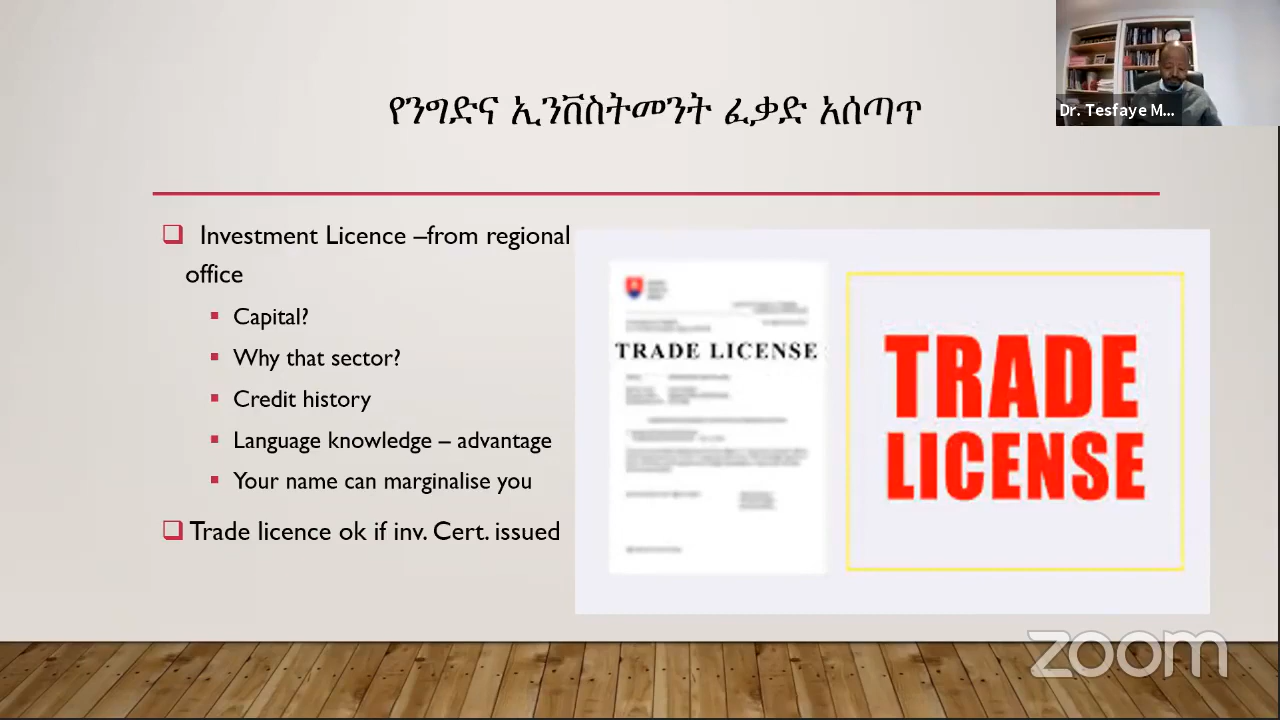 የንግድና ኢንቨስትመንት ፈቃድ አሰጣጥ
Dr. Tesfaye M...
Investment Licence –from regional
office
Capital?
Why that sector?
Credit history
Language knowledge – advantage
Your name can marginalise you
Trade licence ok if inv. Cert. issued
TRADE LICENSE
TRADE
LICENSE
zoom